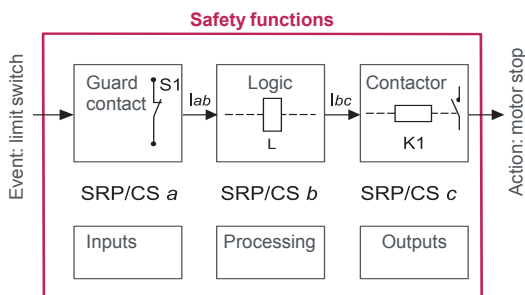 Safety functions
Event: limit switch
Guard
contact
S1
Iab
Logic
L
Ibc
Contactor
K1
Action: motor stop
SRP/CS a
SRP/CS b
SRP/CS c
Inputs
Processing
Outputs